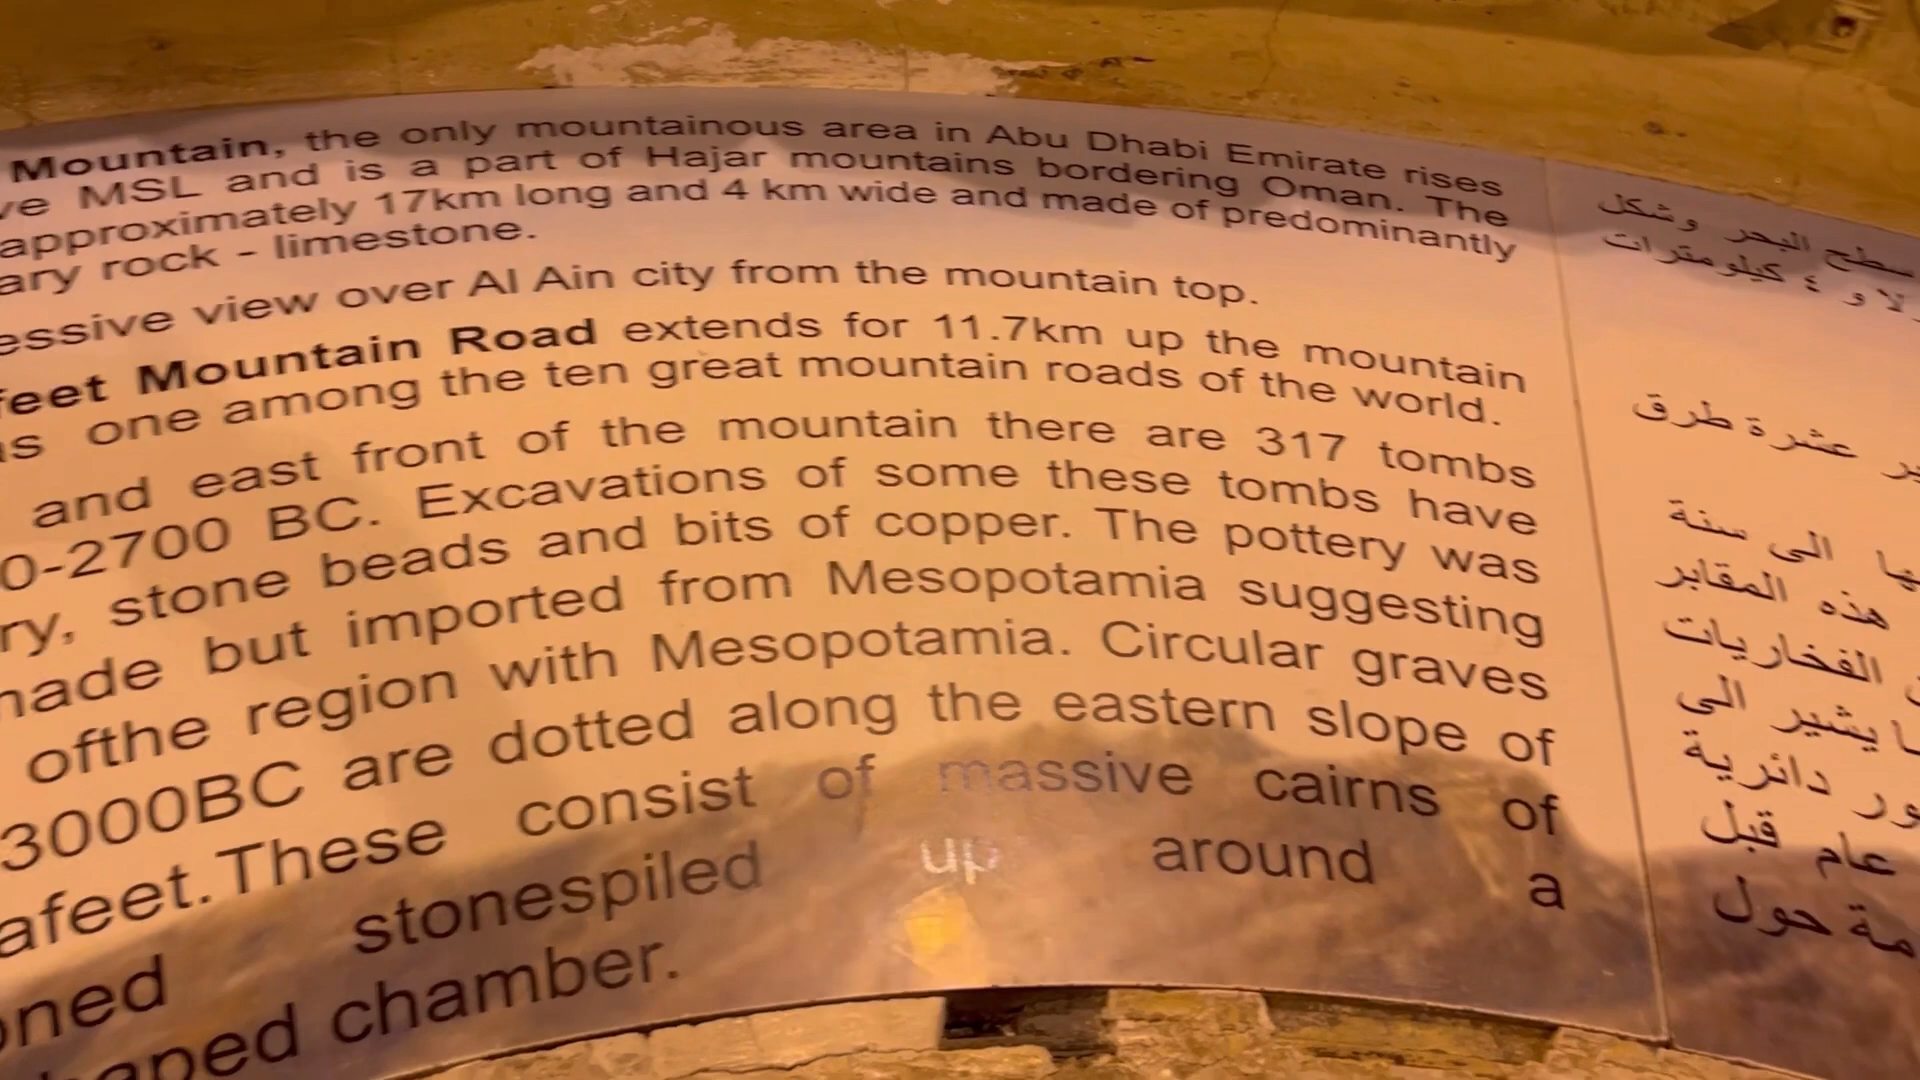 Mountain, the only mountainous area in Abu Dhabi Emirate rises
MSL and is a part of Hajar mountains bordering Oman. The
approximately 17km long and 4 km wide and made of predominantly
ary rock - limestone.
essive view over Al Ain city from the mountain top.
feet Mountain Road extends for 11.7km up the mountain
as one among the ten great mountain roads of the world.
and east front of the mountain there are 317 tombs
0-2700 BC. Excavations of some these tombs have
ry, stone beads and bits of copper. The pottery was
made but imported from Mesopotamia suggesting
ofthe region with Mesopotamia. Circular graves
3000BC are dotted along the eastern slope of
afeet. These consist of massive cairns of
oned stonespiled up around a
haped chamber.
سطح البحر وشكل
و ٤ كيلومترات
عشرة طرق
الى سنة
هذه المقابر
الفخاريات
يشير الى
دائرية
عام قبل
حول